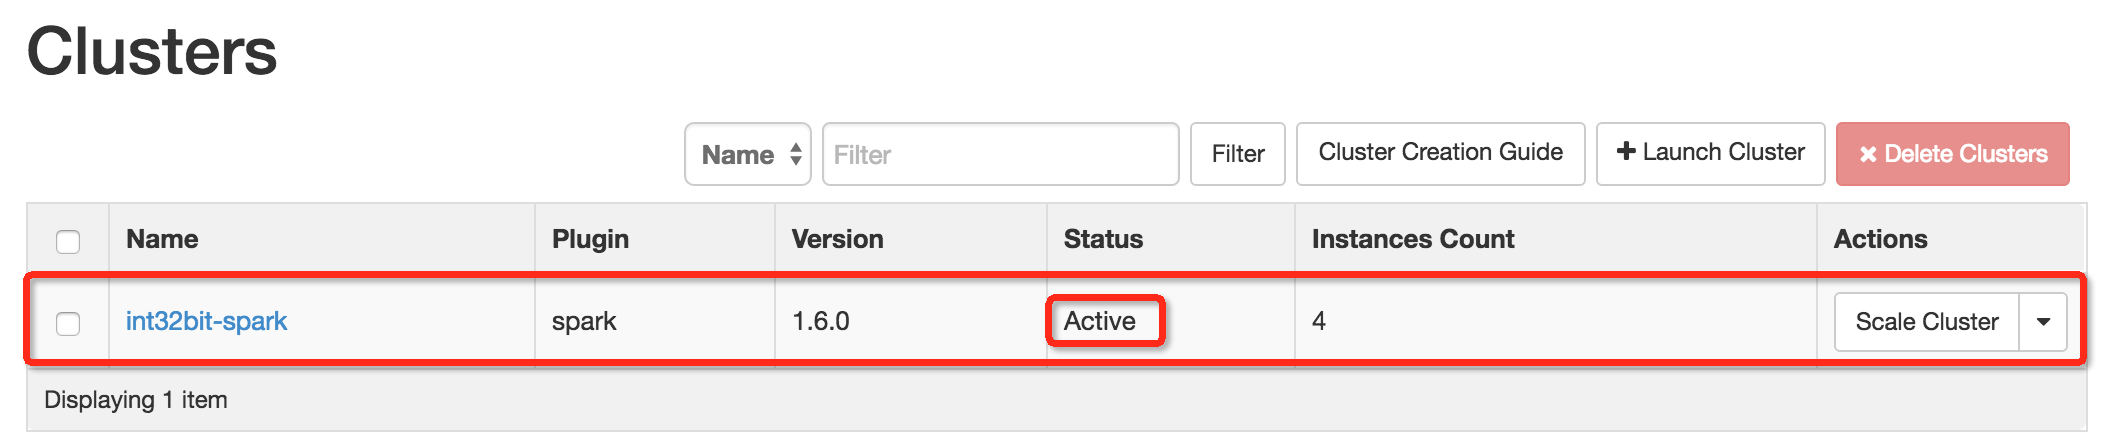 Clusters
Name Filter Filter Cluster Creation Guide + Launch Cluster × Delete Clusters
Name Plugin Version Status Instances Count Actions
int32bit-spark spark 1.6.0 Active 4 Scale Cluster
Displaying 1 item